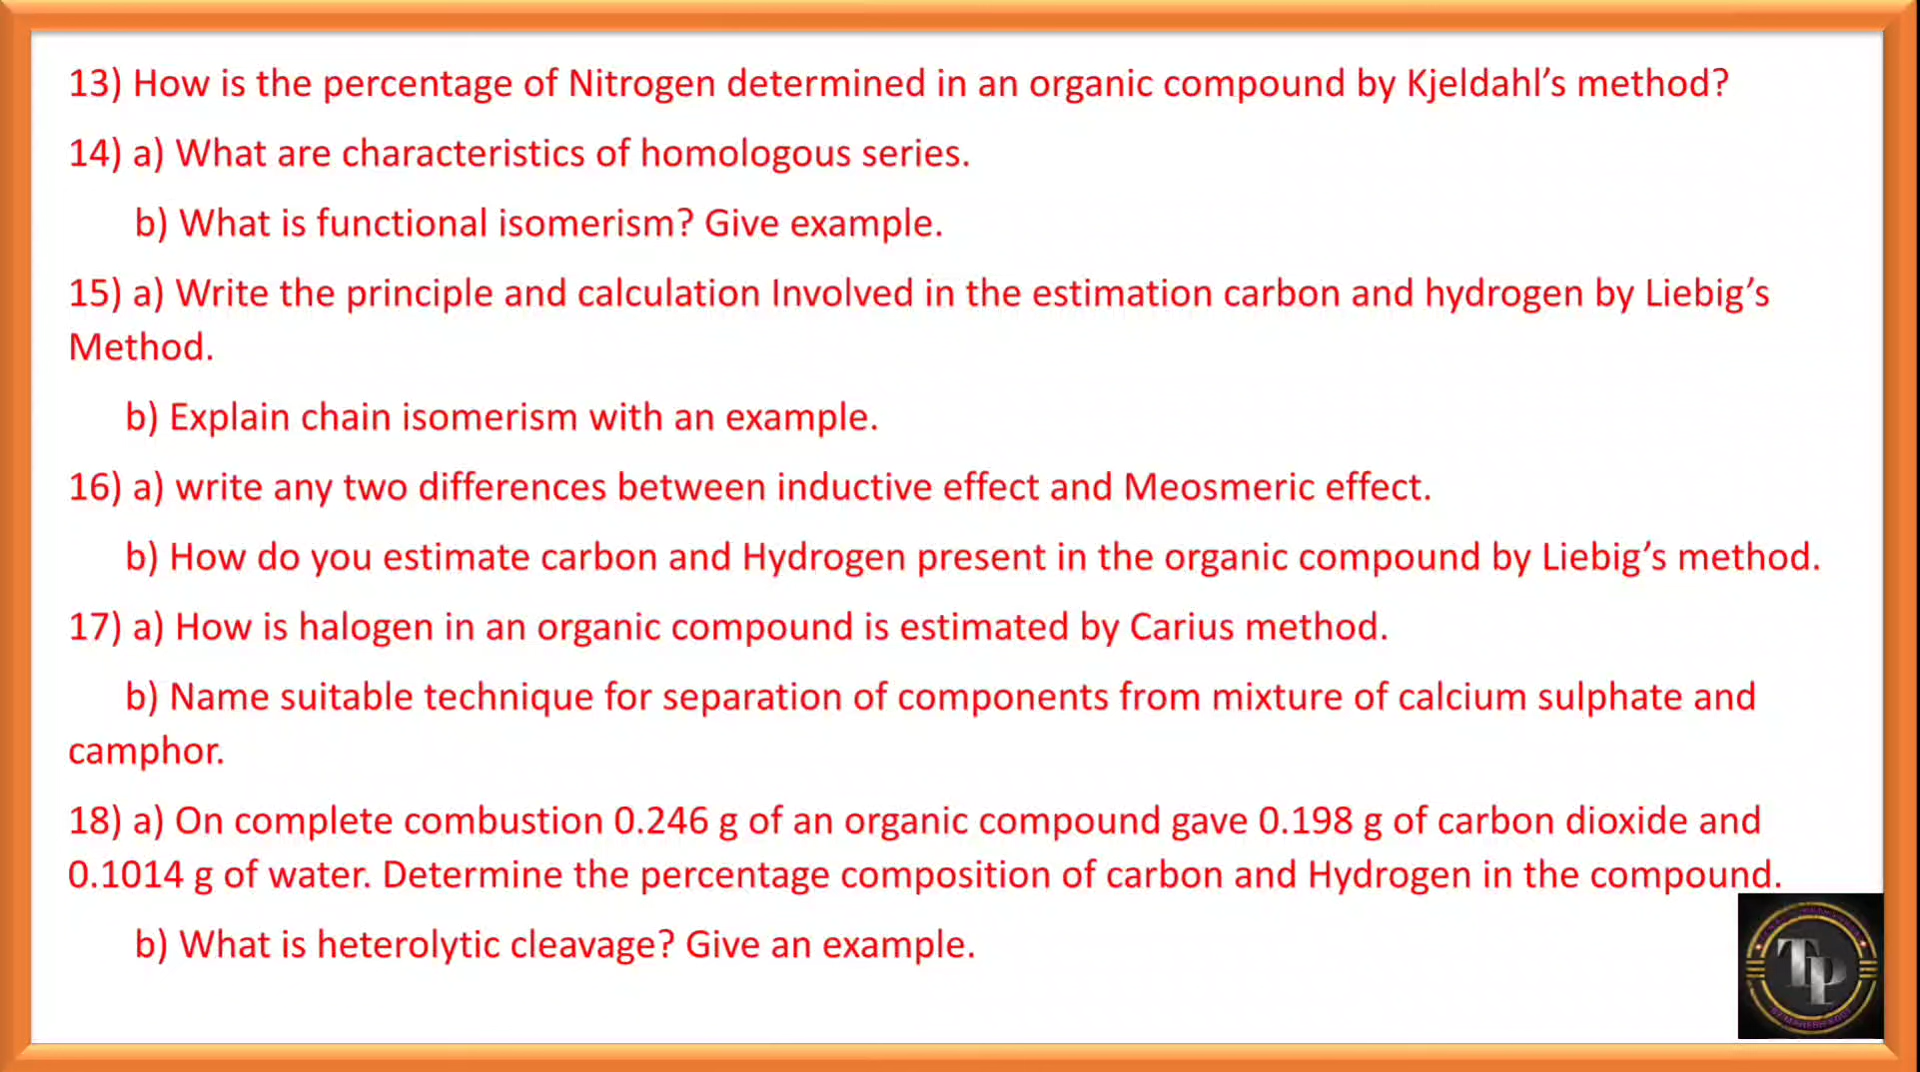 13) How is the percentage of Nitrogen determined in an organic compound by Kjeldahl’s method?
14) a) What are characteristics of homologous series.
b) What is functional isomerism? Give example.
15) a) Write the principle and calculation Involved in the estimation carbon and hydrogen by Liebig’s
Method.
b) Explain chain isomerism with an example.
16) a) write any two differences between inductive effect and Meosmeric effect.
b) How do you estimate carbon and Hydrogen present in the organic compound by Liebig’s method.
17) a) How is halogen in an organic compound is estimated by Carius method.
b) Name suitable technique for separation of components from mixture of calcium sulphate and
camphor.
18) a) On complete combustion 0.246 g of an organic compound gave 0.198 g of carbon dioxide and
0.1014 g of water. Determine the percentage composition of carbon and Hydrogen in the compound.
b) What is heterolytic cleavage? Give an example.
TP